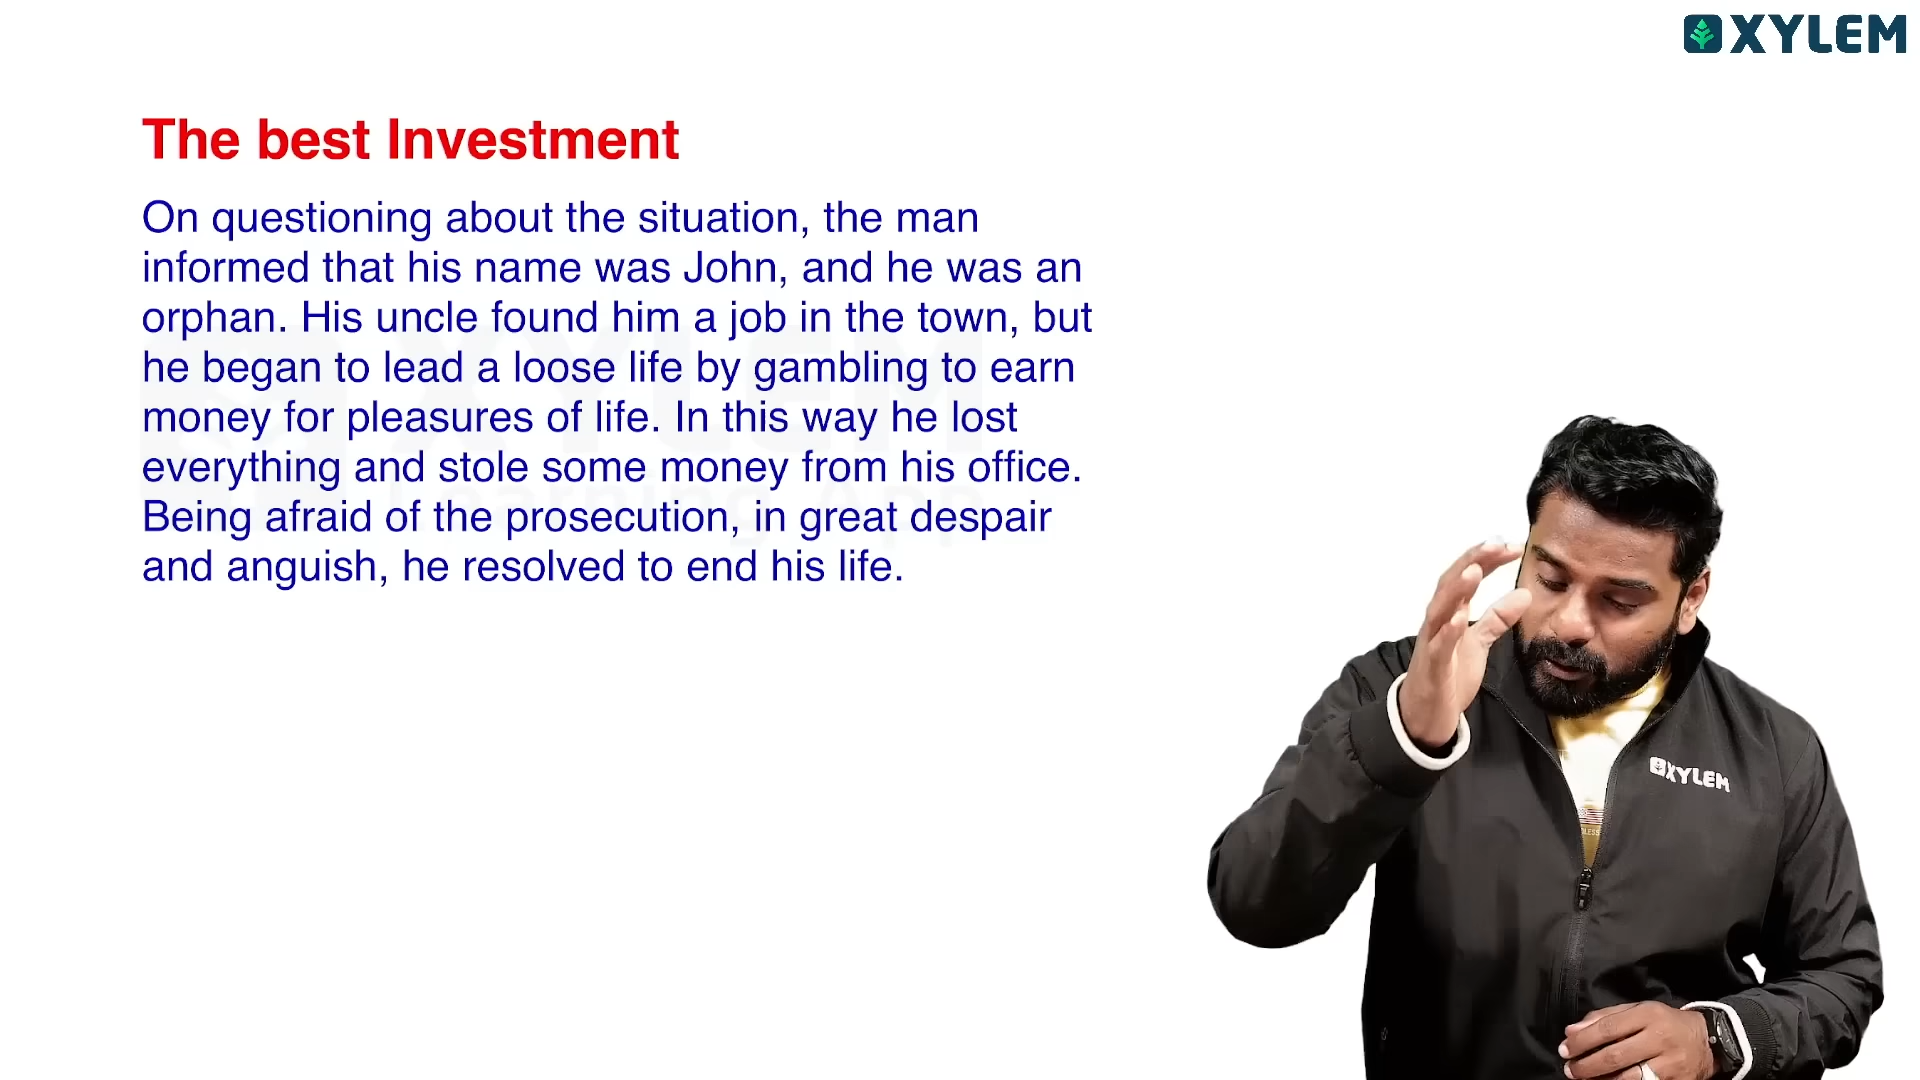 XYLEM
The best Investment
On questioning about the situation, the man
informed that his name was John, and he was an
orphan. His uncle found him a job in the town, but
he began to lead a loose life by gambling to earn
money for pleasures of life. In this way he lost
everything and stole some money from his office.
Being afraid of the prosecution, in great despair
and anguish, he resolved to end his life.
XYLEM
Learning App
XYLEM